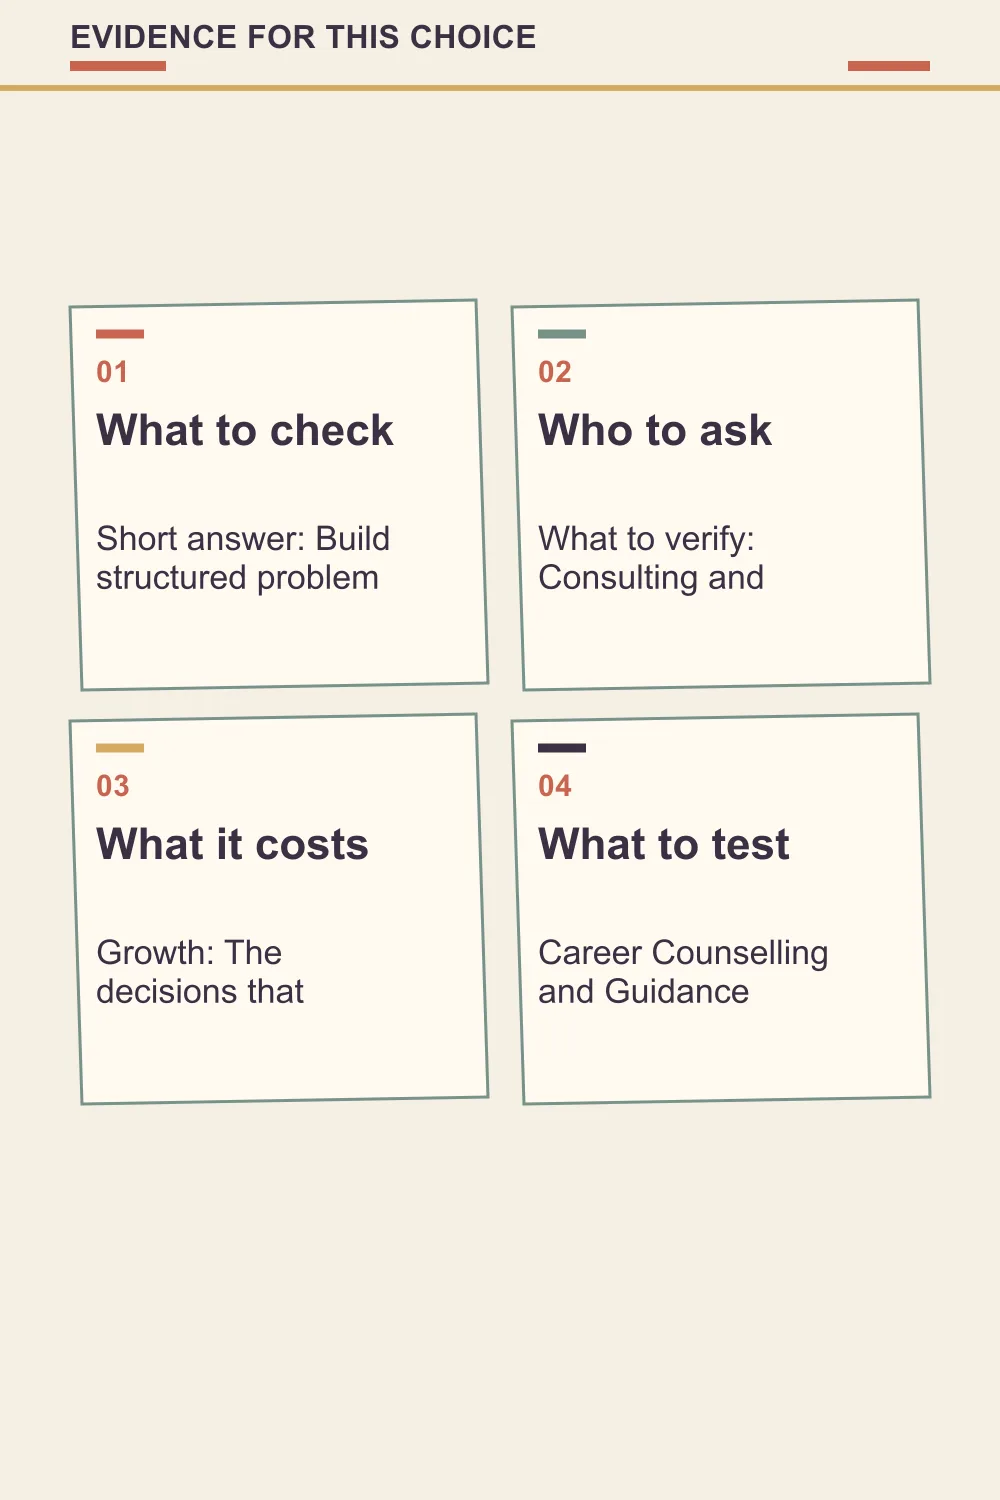 EVIDENCE FOR THIS CHOICE
01
What to check
Short answer: Build
structured problem
02
Who to ask
What to verify:
Consulting and
03
What it costs
Growth: The
decisions that
04
What to test
Career Counselling
and Guidance